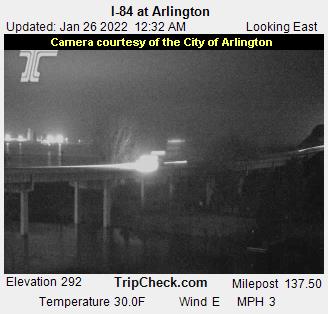 I-84 at Arlington
Updated: Jan 26 2022 12:32 AM Looking East
Camera courtesy of the City of Arlington
Elevation 292 TripCheck.com Milepost 137.50
Temperature 30.0F Wind E MPH 3